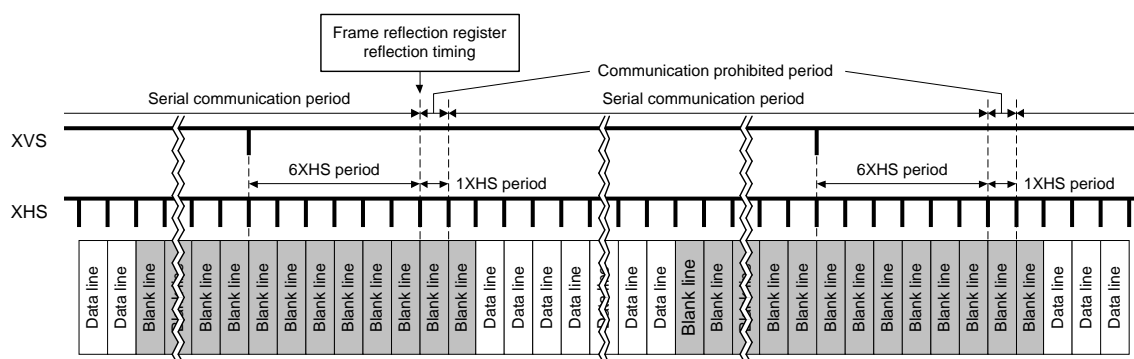 Frame reflection register
reflection timing
Communication prohibited period
Serial communication period
Serial communication period
XVS
6XHS period
1XHS period
6XHS period
1XHS period
XHS
Data line
Data line
Blank line
Blank line
Blank line
Blank line
Blank line
Blank line
Blank line
Blank line
Blank line
Blank line
Blank line
Data line
Data line
Data line
Data line
Data line
Data line
Blank line
Blank line
Blank line
Blank line
Blank line
Blank line
Blank line
Blank line
Blank line
Blank line
Blank line
Blank line
Data line
Data line
Data line